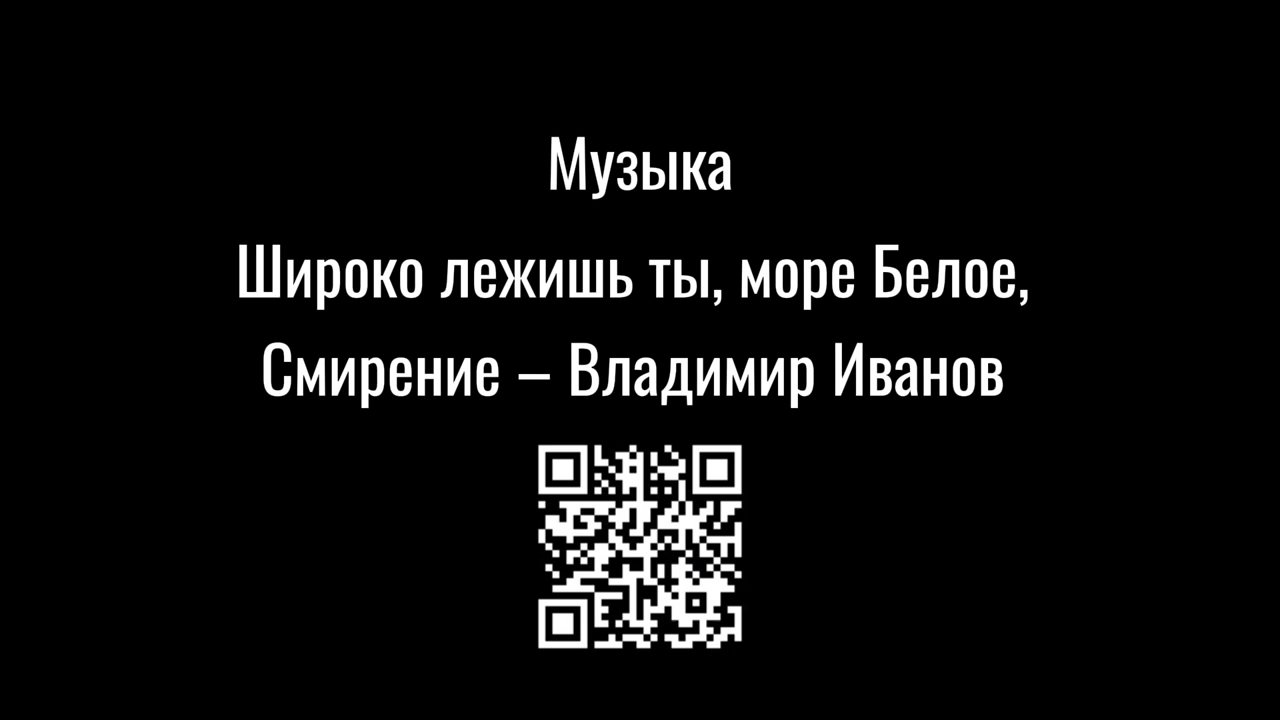 Музыка
Широко лежишь ты, море Белое,
Смирение – Владимир Иванов